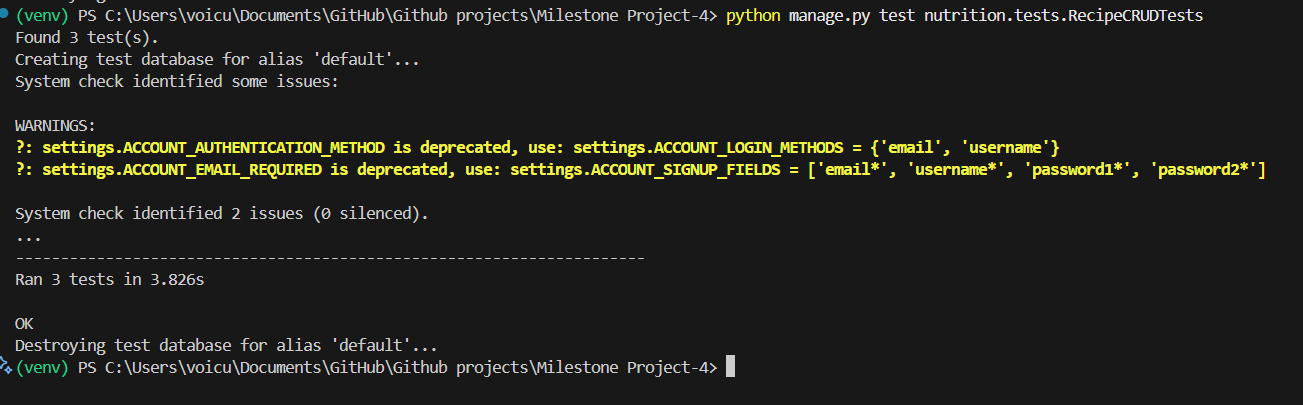 (venv) PS C:\Users\voicu\Documents\GitHub\Github projects\Milestone Project-4> python manage.py test nutrition.tests.RecipeCRUDTests
Found 3 test(s).
Creating test database for alias 'default'...
System check identified some issues:
WARNINGS:
?: settings.ACCOUNT_AUTHENTICATION_METHOD is deprecated, use: settings.ACCOUNT_LOGIN_METHODS = {'email', 'username'}
?: settings.ACCOUNT_EMAIL_REQUIRED is deprecated, use: settings.ACCOUNT_SIGNUP_FIELDS = ['email*', 'username*', 'password1*', 'password2*']
System check identified 2 issues (0 silenced).
...
----------------------------------------------------------------------
Ran 3 tests in 3.826s
OK
Destroying test database for alias 'default'...
(venv) PS C:\Users\voicu\Documents\GitHub\Github projects\Milestone Project-4>